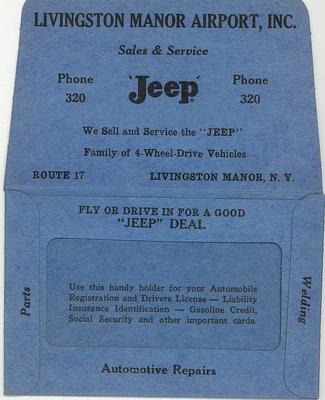 LIVINGSTON MANOR AIRPORT, INC.
Sales & Service
Phone 320
'Jeep'
Phone 320
We Sell and Service the "JEEP"
Family of 4-Wheel-Drive Vehicles
ROUTE 17 LIVINGSTON MANOR, N. Y.
FLY OR DRIVE IN FOR A GOOD
"JEEP" DEAL
Parts
Use this handy holder for your Automobile
Registration and Drivers License — Liability
Insurance Identification — Gasoline Credit,
Social Security and other important cards.
Welding
Automotive Repairs